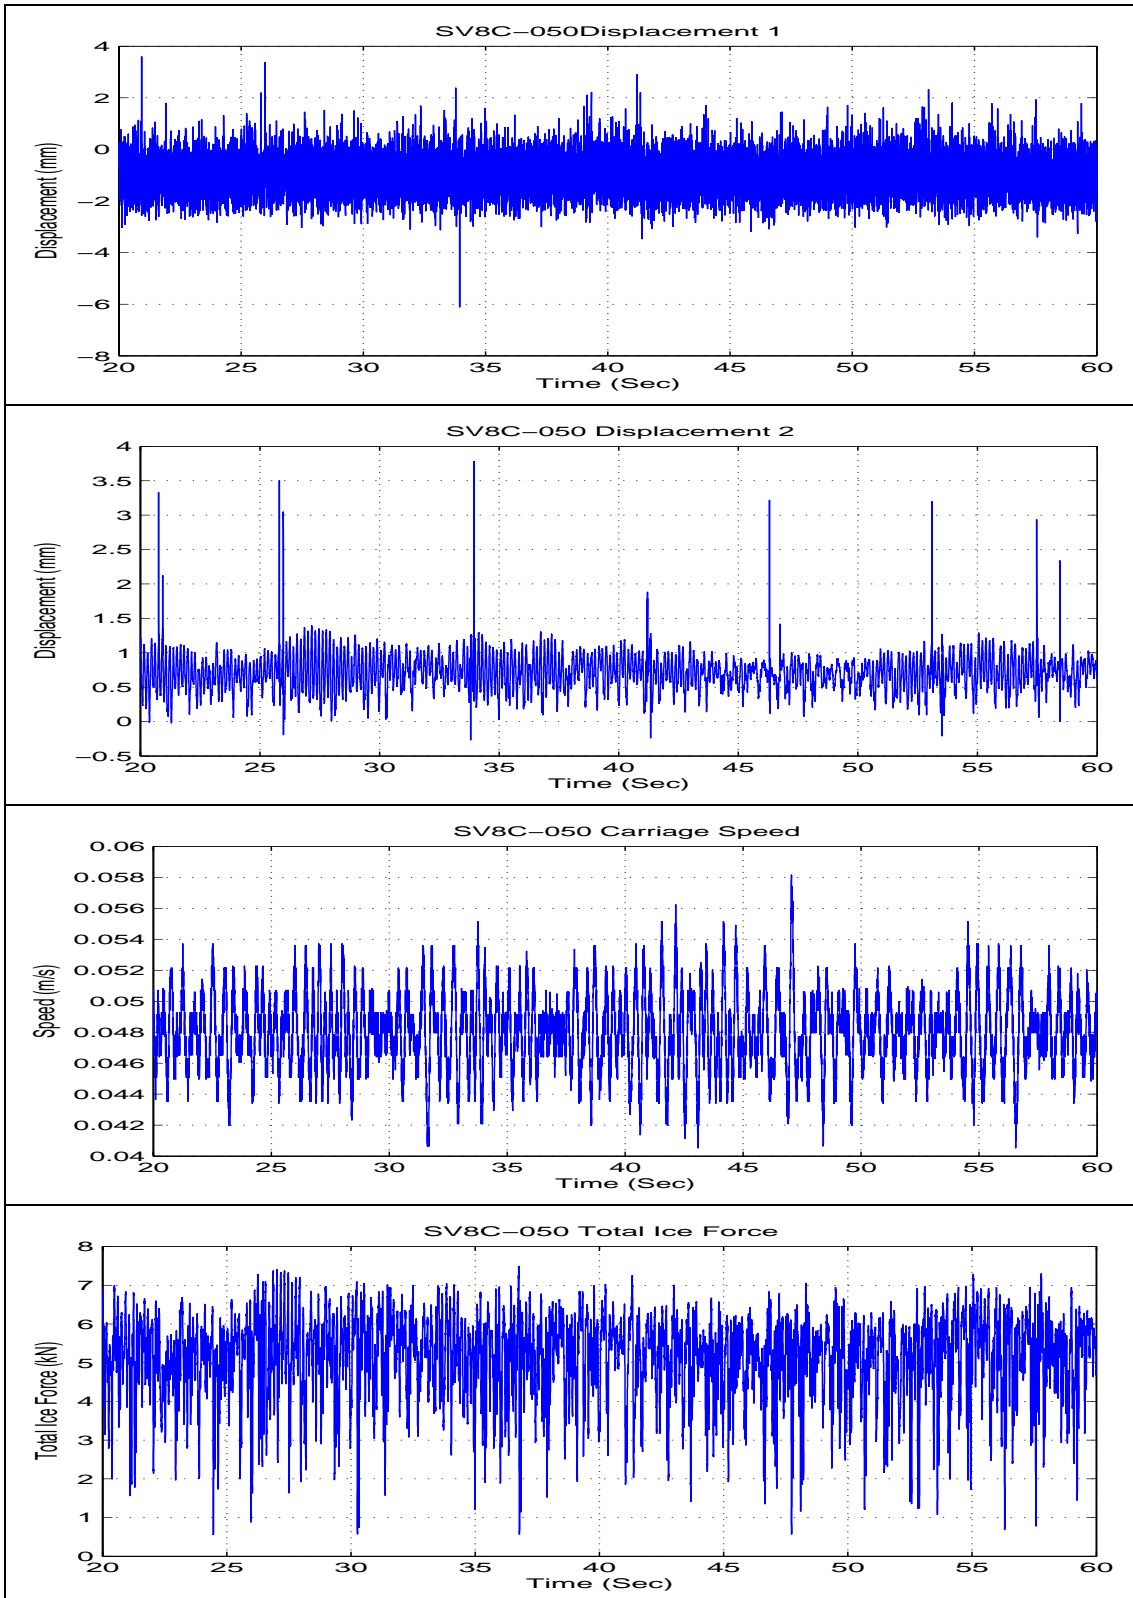 SV8C−050Displacement 1
4
2
0
−2
−4
−6
−8
Displacement (mm)
20 25 30 35 40 45 50 55 60
Time (Sec)
SV8C−050 Displacement 2
4
3.5
3
2.5
2
1.5
1
0.5
0
−0.5
Displacement (mm)
20 25 30 35 40 45 50 55 60
Time (Sec)
SV8C−050 Carriage Speed
0.06
0.058
0.056
0.054
0.052
0.05
0.048
0.046
0.044
0.042
0.04
Speed (m/s)
20 25 30 35 40 45 50 55 60
Time (Sec)
SV8C−050 Total Ice Force
8
7
6
5
4
3
2
1
0
Total Ice Force (kN)
20 25 30 35 40 45 50 55 60
Time (Sec)